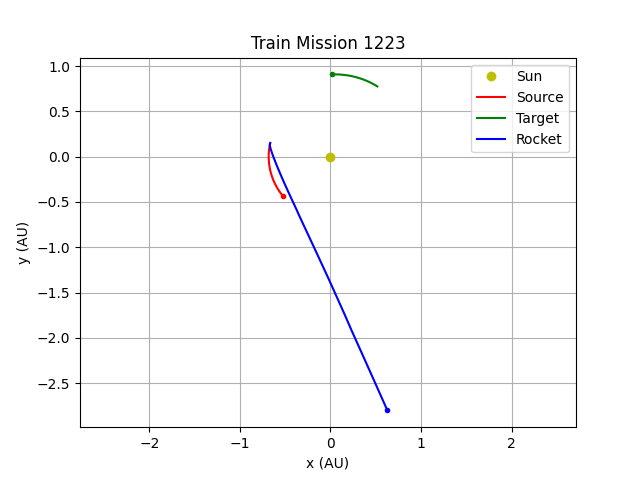 Train Mission 1223
Sun
Source
Target
Rocket
1.0
0.5
0.0
−0.5
−1.0
−1.5
−2.0
−2.5
y (AU)
−2
−1
0
1
2
x (AU)